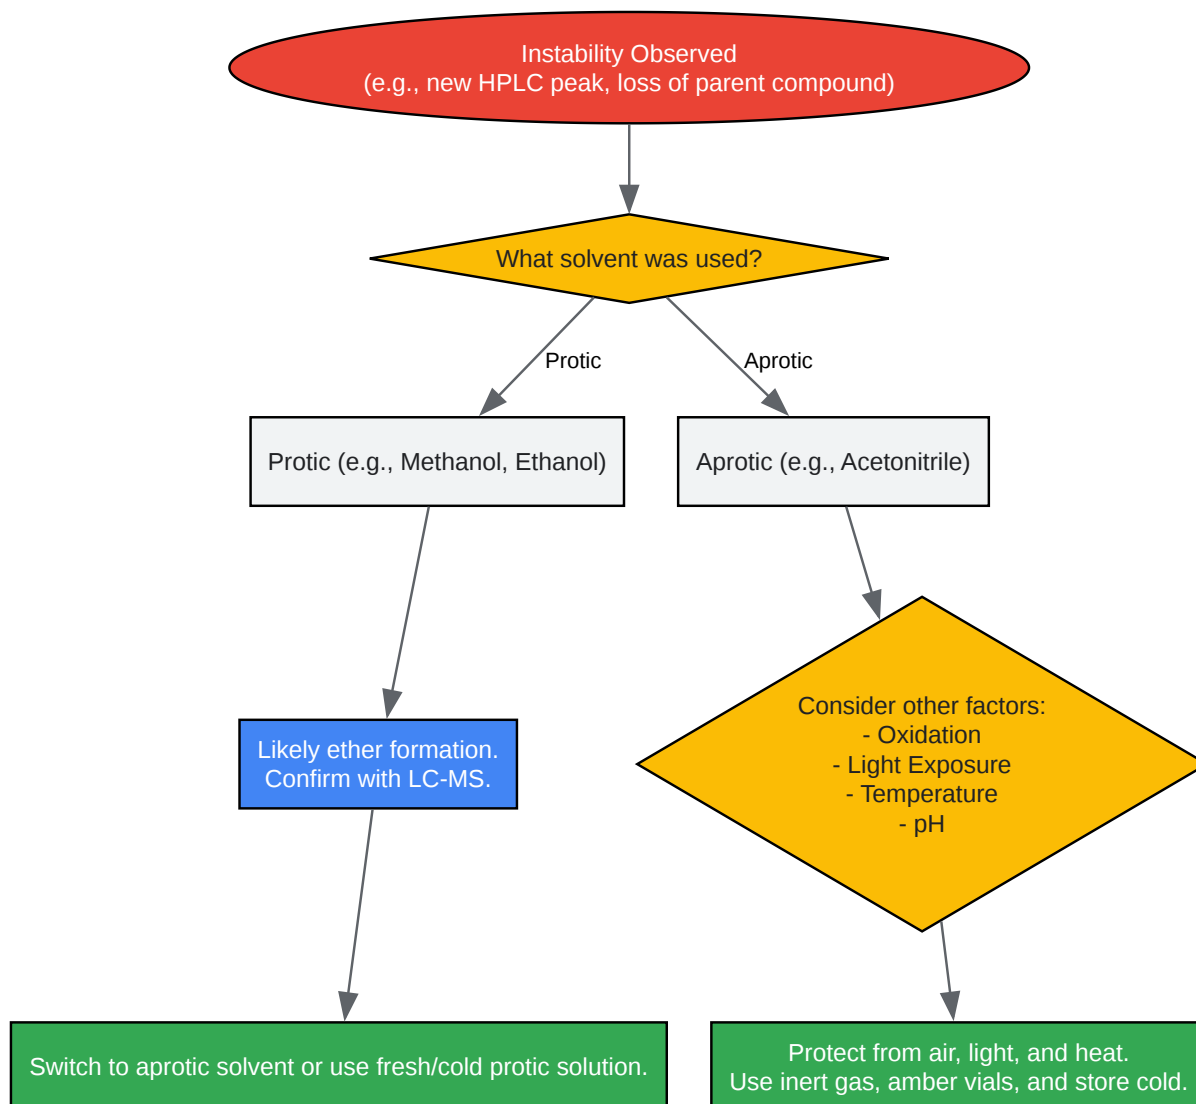 Instability Observed
(e.g., new HPLC peak, loss of parent compound)
What solvent was used?
Protic
Aprotic
Protic (e.g., Methanol, Ethanol)
Aprotic (e.g., Acetonitrile)
Likely ether formation.
Confirm with LC-MS.
Consider other factors:
- Oxidation
- Light Exposure
- Temperature
- pH
Switch to aprotic solvent or use fresh/cold protic solution.
Protect from air, light, and heat.
Use inert gas, amber vials, and store cold.